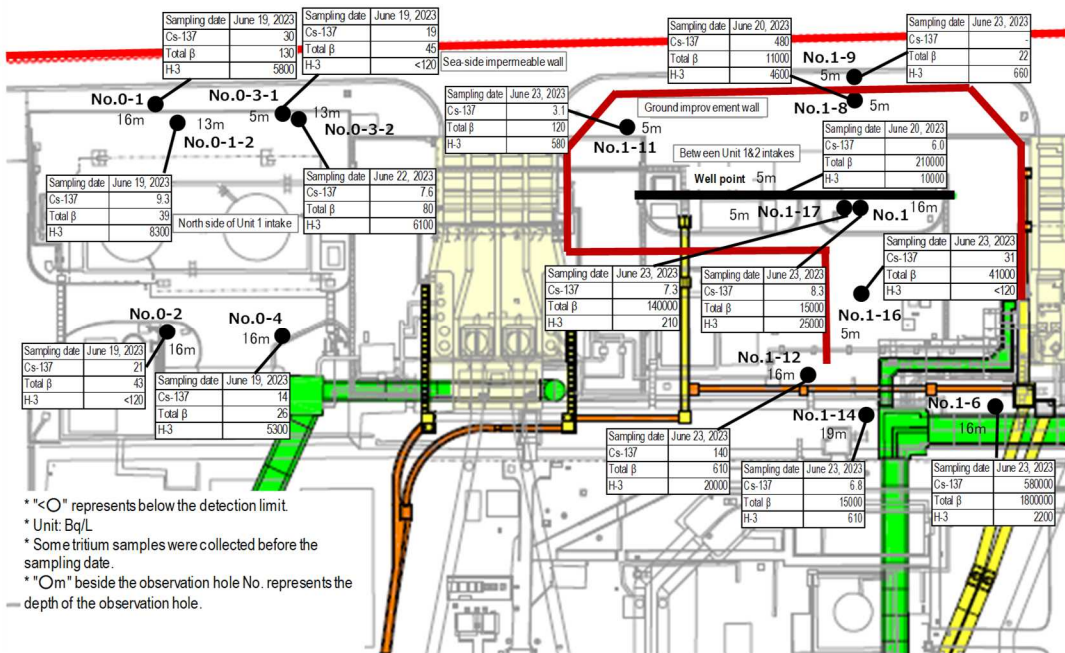 Sampling date June 19, 2023
Cs-137 30
Total β 130
H-3 5800
Sampling date June 19, 2023
Cs-137 19
Total β 45
H-3 <120
Sea-side impermeable wall
Sampling date June 20, 2023
Cs-137 480
Total β 11000
H-3 4600
Sampling date June 23, 2023
Cs-137 -
Total β 22
H-3 660
No.1-9
5m
No.0-1
16m
No.0-3-1
5m
13m
No.0-3-2
13m
No.0-1-2
Sampling date June 23, 2023
Cs-137 3.1
Total β 120
H-3 580
5m
No.1-11
Ground improvement wall
No.1-8
5m
Between Unit 1&2 intakes
Sampling date June 20, 2023
Cs-137 6.0
Total β 210000
H-3 10000
Well point 5m
5m No.1-17
No.1 16m
Sampling date June 19, 2023
Cs-137 9.3
Total β 39
H-3 8300
North side of Unit 1 intake
Sampling date June 22, 2023
Cs-137 7.6
Total β 80
H-3 6100
Sampling date June 23, 2023
Cs-137 31
Total β 41000
H-3 <120
Sampling date June 23, 2023
Cs-137 7.3
Total β 140000
H-3 210
Sampling date June 23, 2023
Cs-137 8.3
Total β 15000
H-3 25000
No.1-16
5m
No.0-2
16m
No.0-4
16m
Sampling date June 19, 2023
Cs-137 21
Total β 43
H-3 <120
Sampling date June 19, 2023
Cs-137 14
Total β 26
H-3 5300
No.1-12
16m
No.1-14
19m
No.1-6
16m
Sampling date June 23, 2023
Cs-137 140
Total β 610
H-3 20000
Sampling date June 23, 2023
Cs-137 6.8
Total β 15000
H-3 610
Sampling date June 23, 2023
Cs-137 580000
Total β 1800000
H-3 2200
* "<O" represents below the detection limit.
* Unit: Bq/L
* Some tritium samples were collected before the
sampling date.
* "Om" beside the observation hole No. represents the
depth of the observation hole.